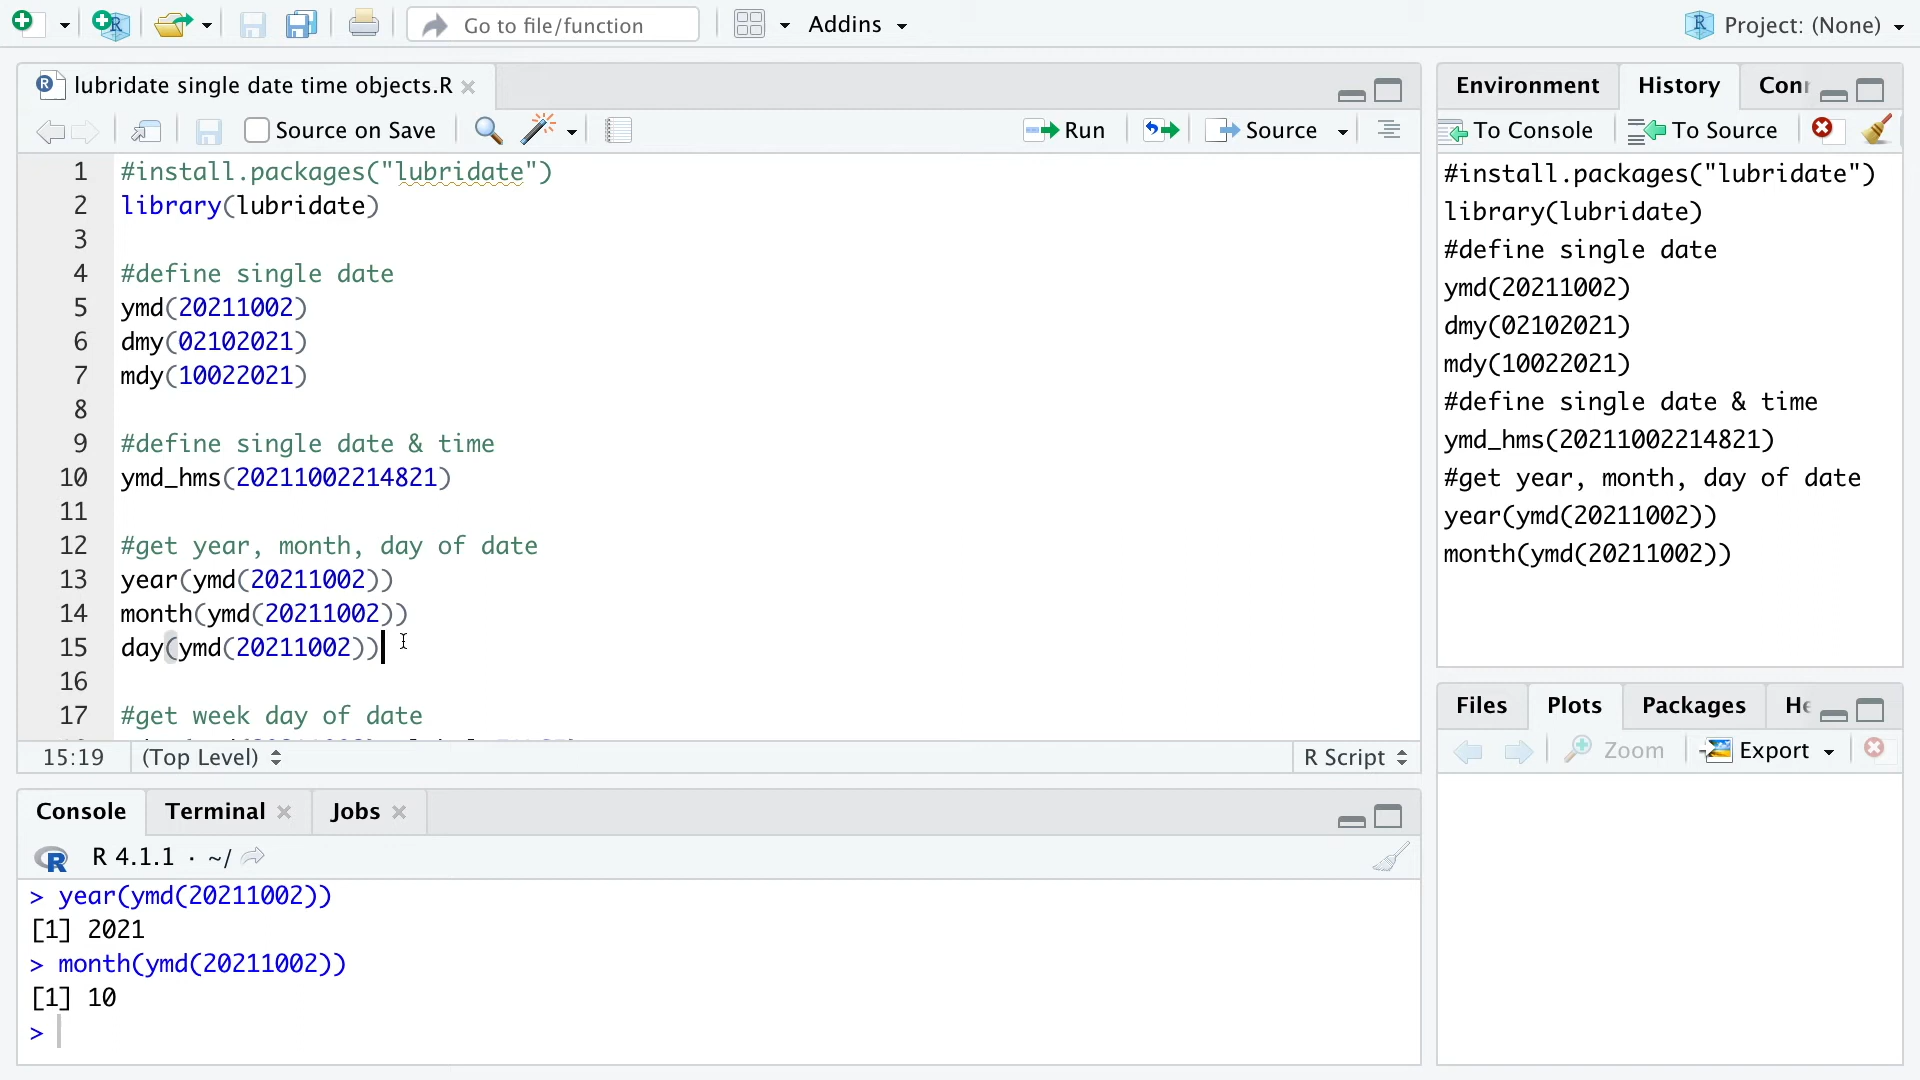 Go to file/function
Addins
Project: (None)
lubridate single date time objects.R
Source on Save
Run
Source
1 #install.packages("lubridate")
2 library(lubridate)
3
4 #define single date
5 ymd(20211002)
6 dmy(02102021)
7 mdy(10022021)
8
9 #define single date & time
10 ymd_hms(20211002214821)
11
12 #get year, month, day of date
13 year(ymd(20211002))
14 month(ymd(20211002))
15 day(ymd(20211002))
16
17 #get week day of date
15:19 (Top Level) R Script
Console Terminal Jobs
R 4.1.1 · ~/
> year(ymd(20211002))
[1] 2021
> month(ymd(20211002))
[1] 10
>
Environment History Con
To Console To Source
#install.packages("lubridate")
library(lubridate)
#define single date
ymd(20211002)
dmy(02102021)
mdy(10022021)
#define single date & time
ymd_hms(20211002214821)
#get year, month, day of date
year(ymd(20211002))
month(ymd(20211002))
Files Plots Packages He
Zoom Export